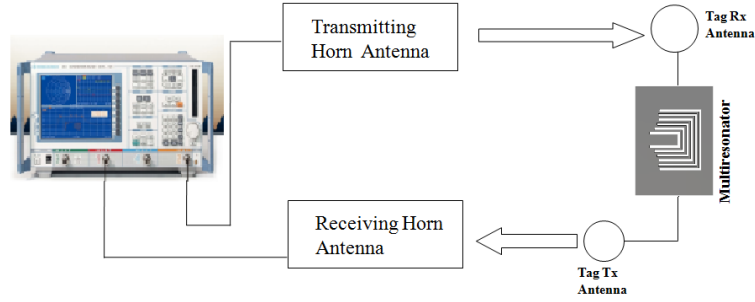 Transmitting
Horn Antenna
Tag Rx
Antenna
Multiresonator
Receiving Horn
Antenna
Tag Tx
Antenna